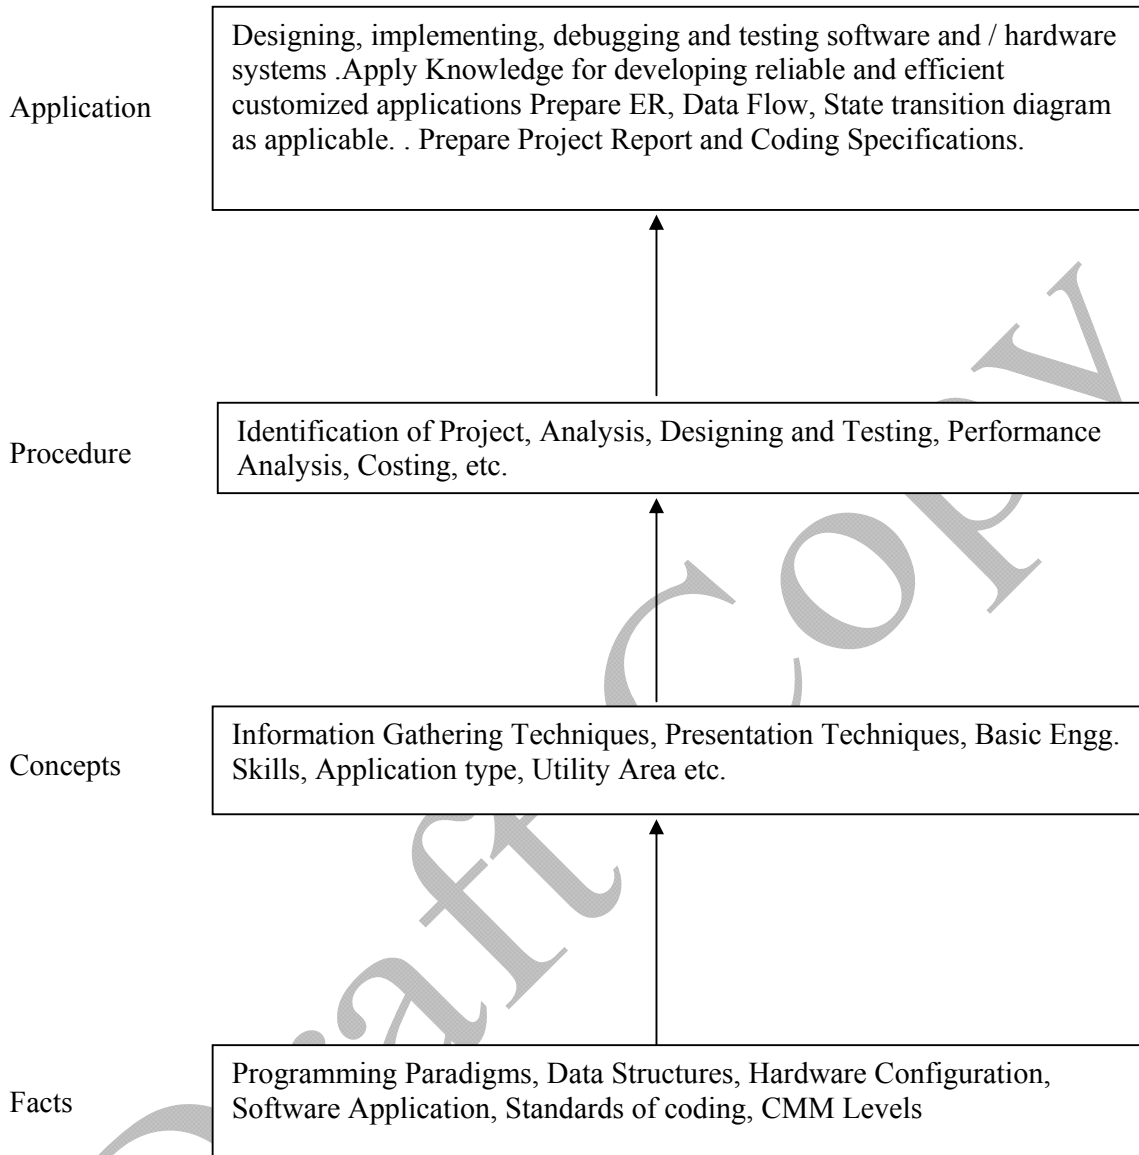 Application
Designing, implementing, debugging and testing software and / hardware
systems .Apply Knowledge for developing reliable and efficient
customized applications Prepare ER, Data Flow, State transition diagram
as applicable. . Prepare Project Report and Coding Specifications.
Procedure
Identification of Project, Analysis, Designing and Testing, Performance
Analysis, Costing, etc.
Concepts
Information Gathering Techniques, Presentation Techniques, Basic Engg.
Skills, Application type, Utility Area etc.
Facts
Programming Paradigms, Data Structures, Hardware Configuration,
Software Application, Standards of coding, CMM Levels
Draft Copy